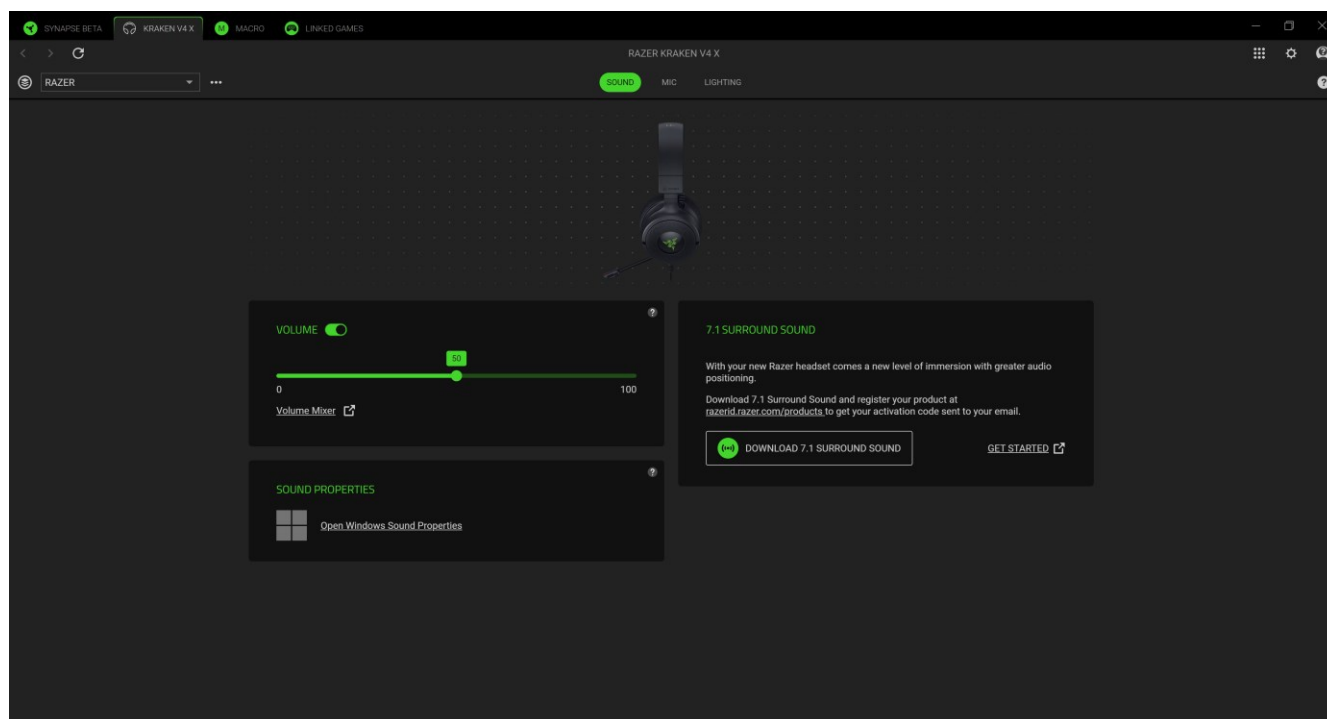 SYNAPSE BETA
KRAKEN V4 X
M
MACRO
LINKED GAMES
RAZER KRAKEN V4 X
RAZER
SOUND
MIC
LIGHTING
VOLUME
?
50
0
100
Volume Mixer
SOUND PROPERTIES
?
Open Windows Sound Properties
7.1 SURROUND SOUND
With your new Razer headset comes a new level of immersion with greater audio
positioning.
Download 7.1 Surround Sound and register your product at
razerid.razer.com/products to get your activation code sent to your email.
DOWNLOAD 7.1 SURROUND SOUND
GET STARTED